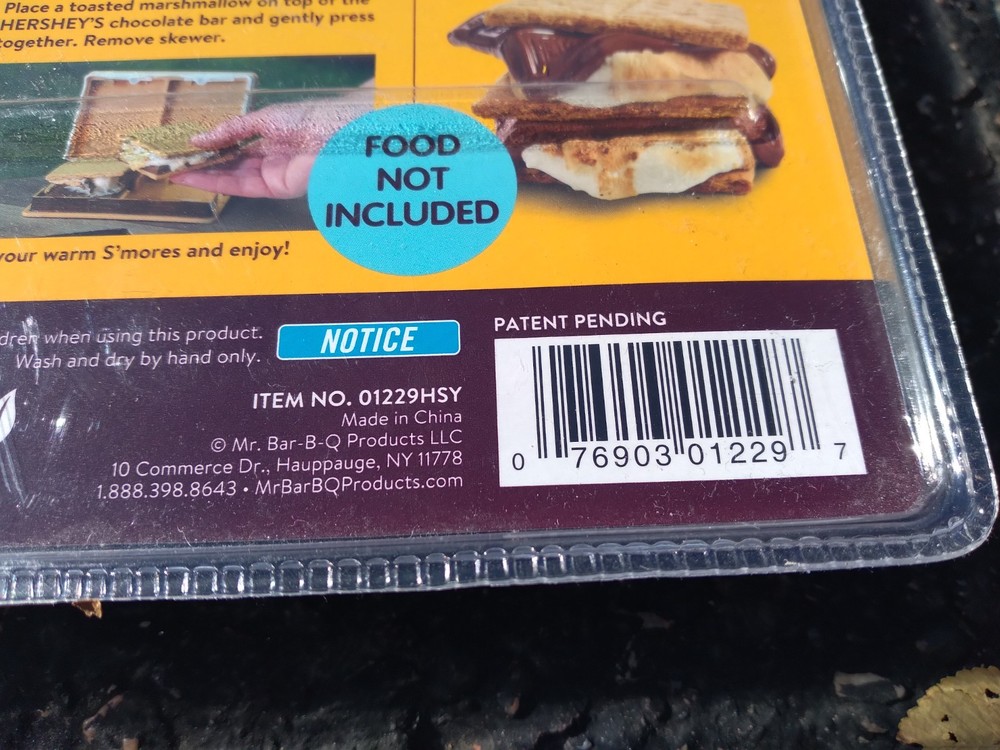 Place a toasted marshmallow on top of the
HERSHEY'S chocolate bar and gently press
together. Remove skewer.
FOOD
NOT
INCLUDED
your warm S'mores and enjoy!
when using this product.
Wash and dry by hand only.
NOTICE
PATENT PENDING
ITEM NO. 01229HSY
Made in China
© Mr. Bar-B-Q Products LLC
10 Commerce Dr., Hauppauge, NY 11778
1.888.398.8643 • MrBarBQProducts.com
0 76903 01229 7